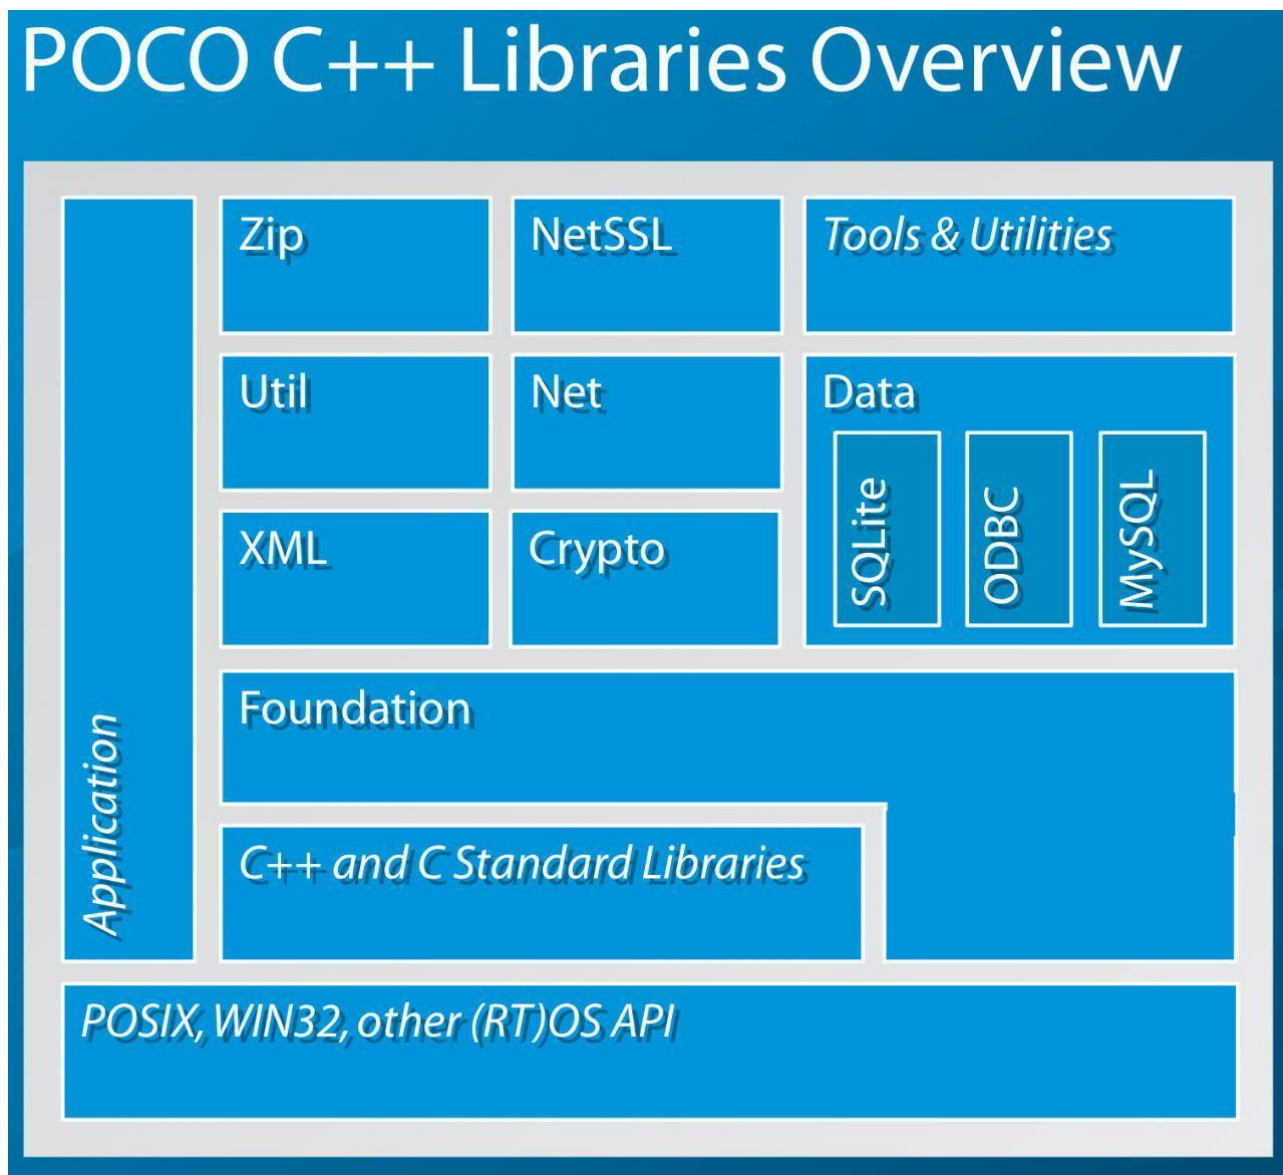 POCO C++ Libraries Overview
Zip
NetSSL
Tools & Utilities
Util
Net
Data
SQLite
ODBC
MySQL
XML
Crypto
Foundation
Application
C++ and C Standard Libraries
POSIX, WIN32, other (RT)OS API